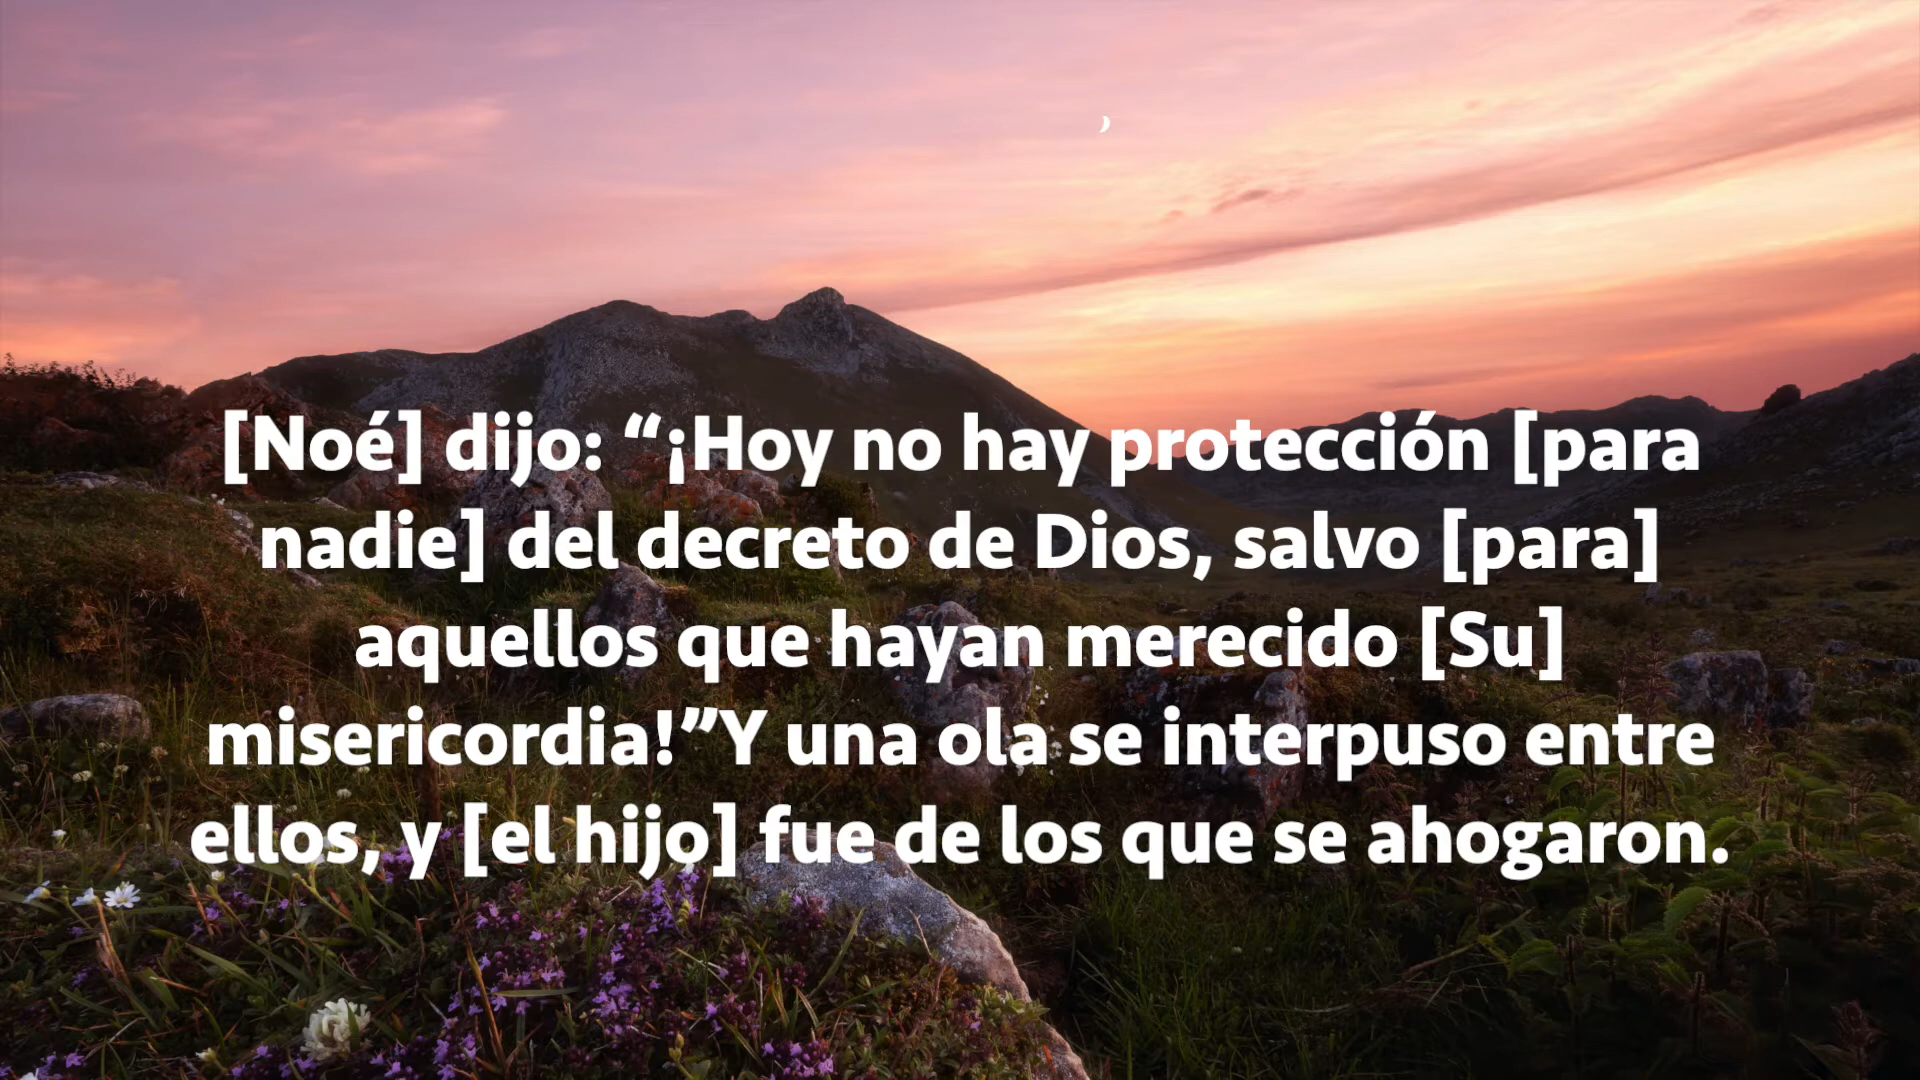 [Noé] dijo: “¡Hoy no hay protección [para
nadie] del decreto de Dios, salvo [para]
aquellos que hayan merecido [Su]
misericordia!”Y una ola se interpuso entre
ellos, y [el hijo] fue de los que se ahogaron.